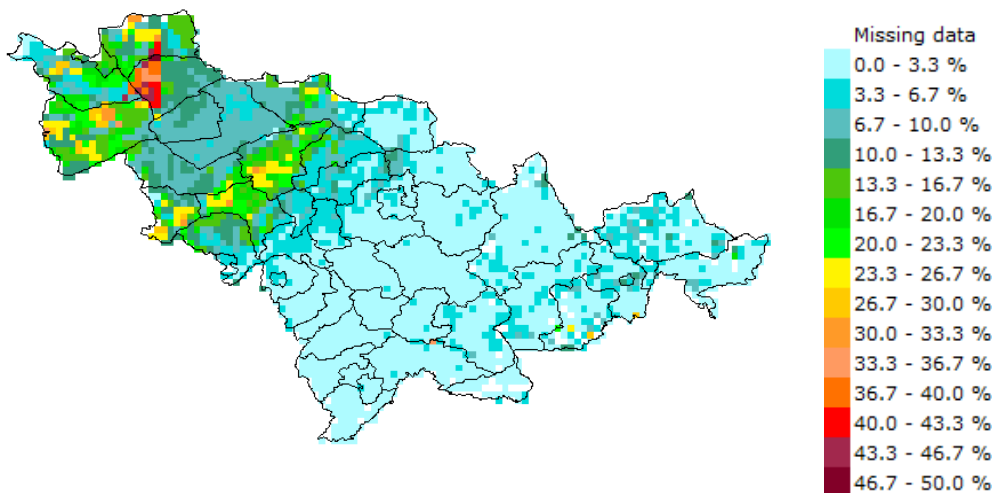 Missing data
0.0 - 3.3 %
3.3 - 6.7 %
6.7 - 10.0 %
10.0 - 13.3 %
13.3 - 16.7 %
16.7 - 20.0 %
20.0 - 23.3 %
23.3 - 26.7 %
26.7 - 30.0 %
30.0 - 33.3 %
33.3 - 36.7 %
36.7 - 40.0 %
40.0 - 43.3 %
43.3 - 46.7 %
46.7 - 50.0 %